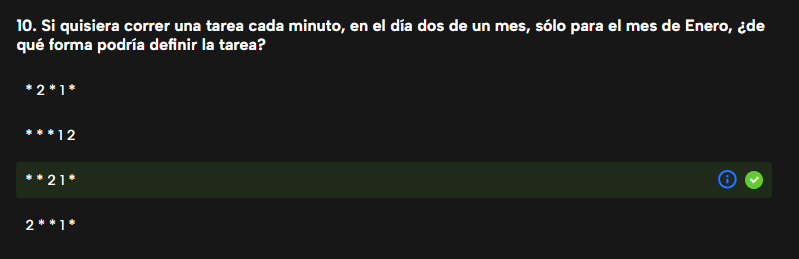 10. Si quisiera correr una tarea cada minuto, en el día dos de un mes, sólo para el mes de Enero, ¿de
qué forma podría definir la tarea?
* 2 * 1 *
* * * 1 2
* * 2 1 *
2 * * 1 *